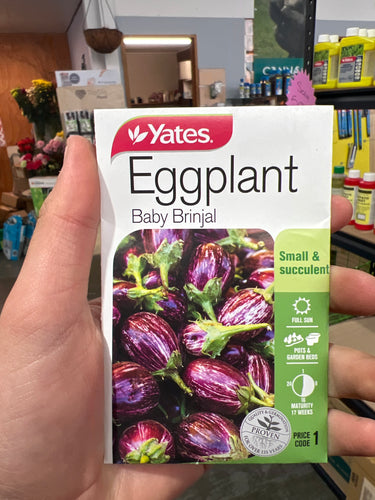 Yates
Eggplant
Baby Brinjal
Small &
succulent
FULL SUN
POTS &
GARDEN BEDS
MATURITY
17 WEEKS
PROVEN
PRICE
CODE 1